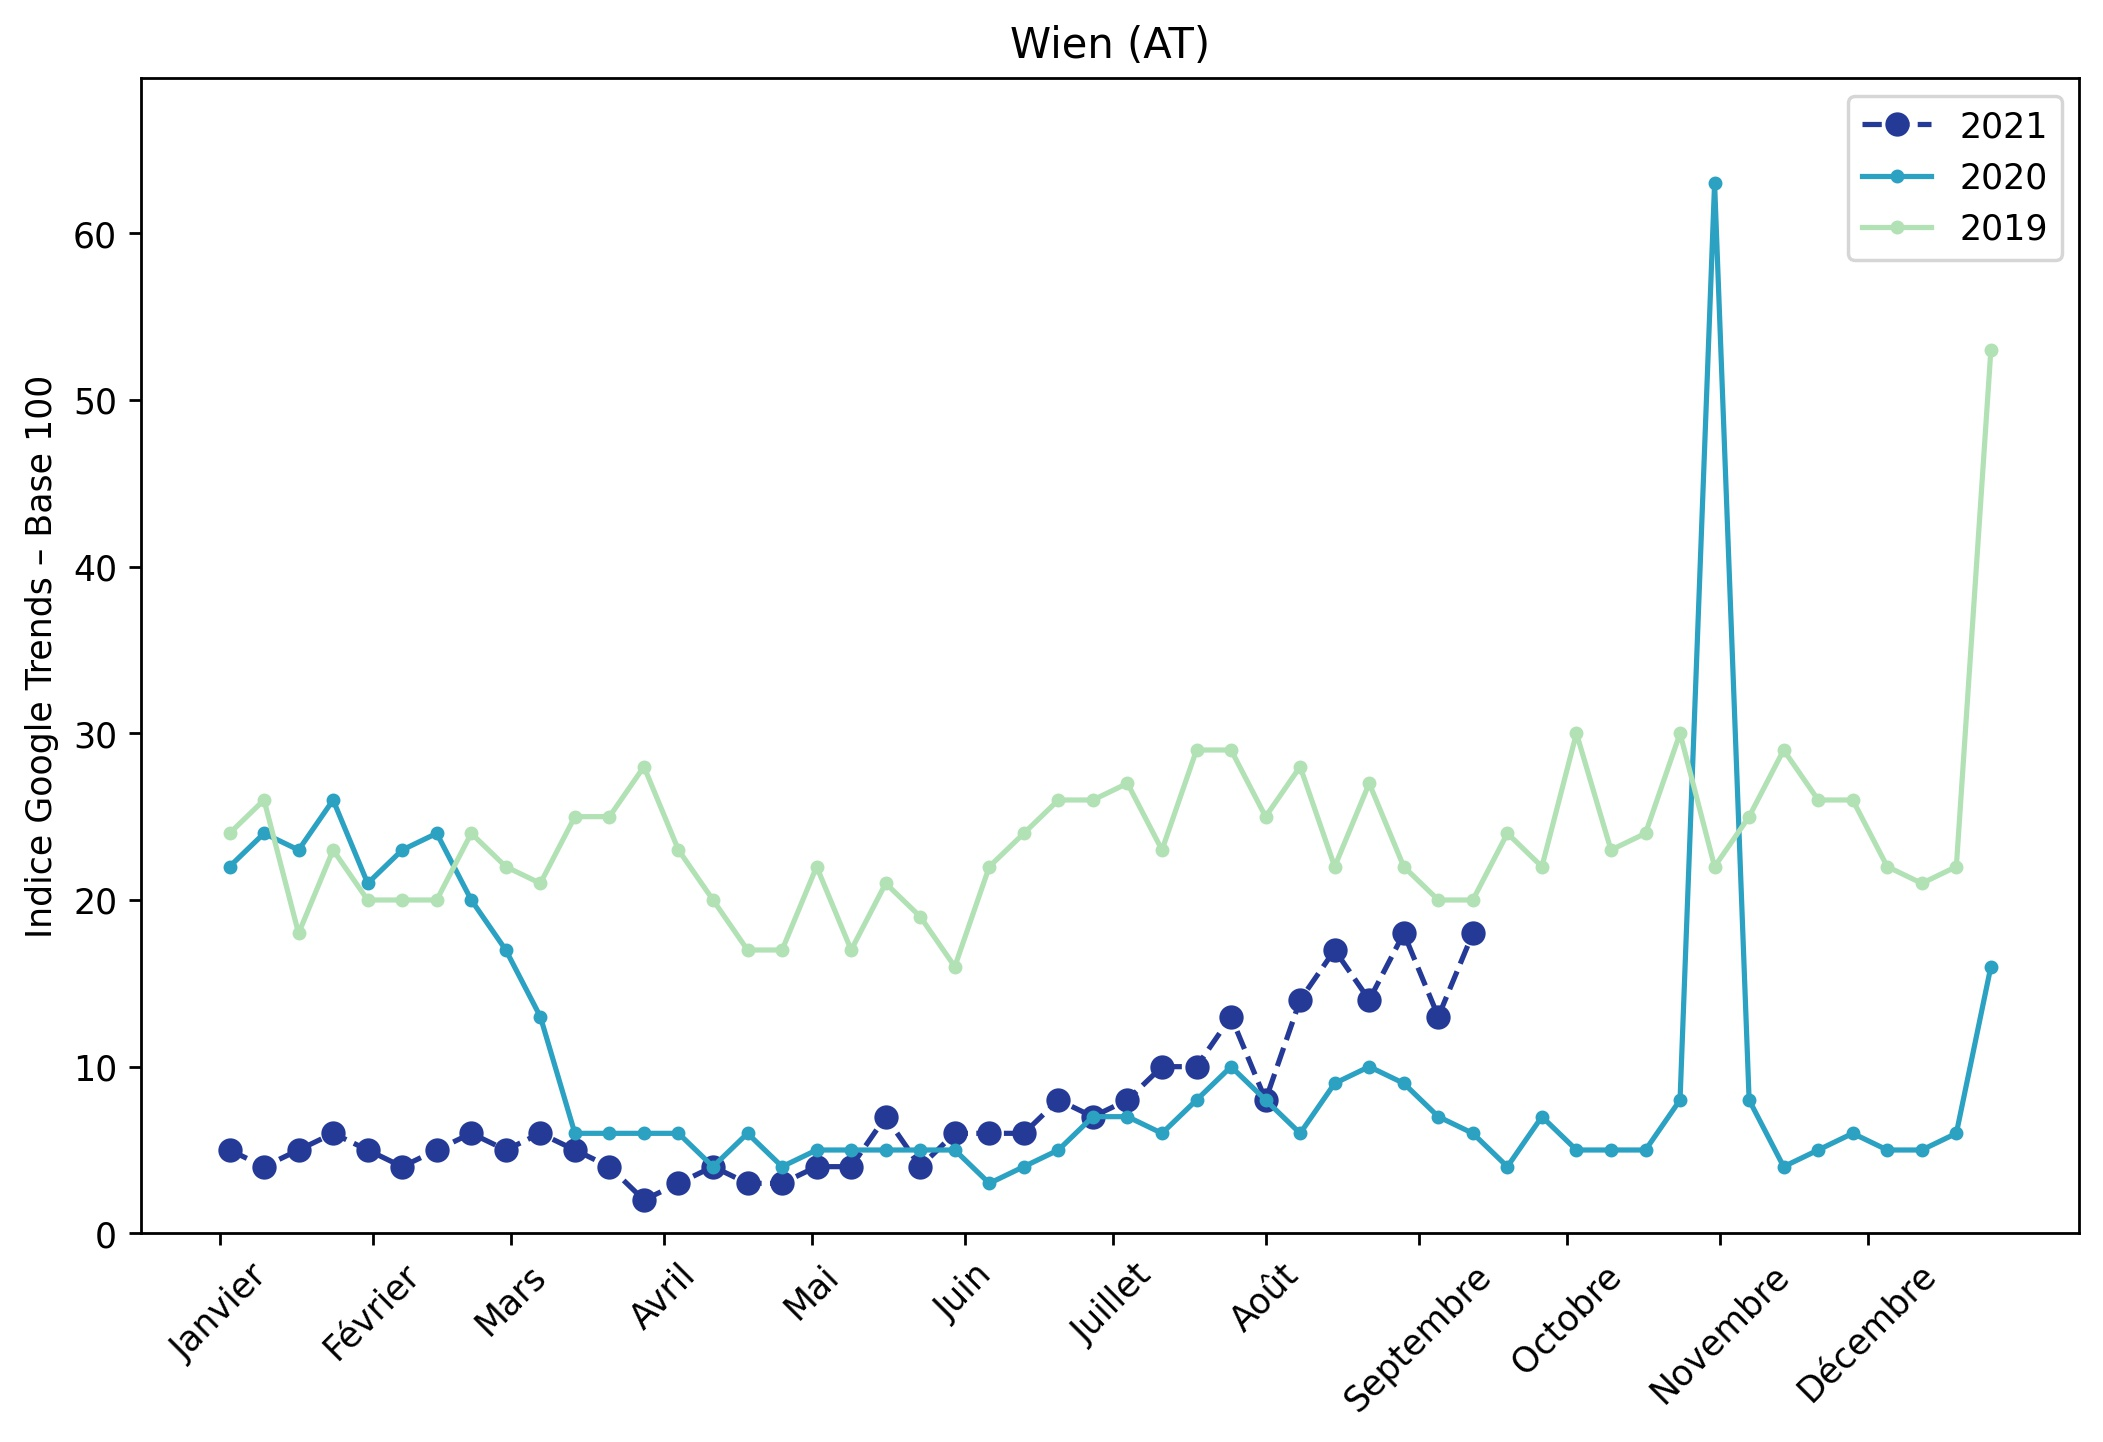 Wien (AT)
2021
2020
2019
Indice Google Trends – Base 100
60
50
40
30
20
10
0
Janvier
Février
Mars
Avril
Mai
Juin
Juillet
Août
Septembre
Octobre
Novembre
Décembre